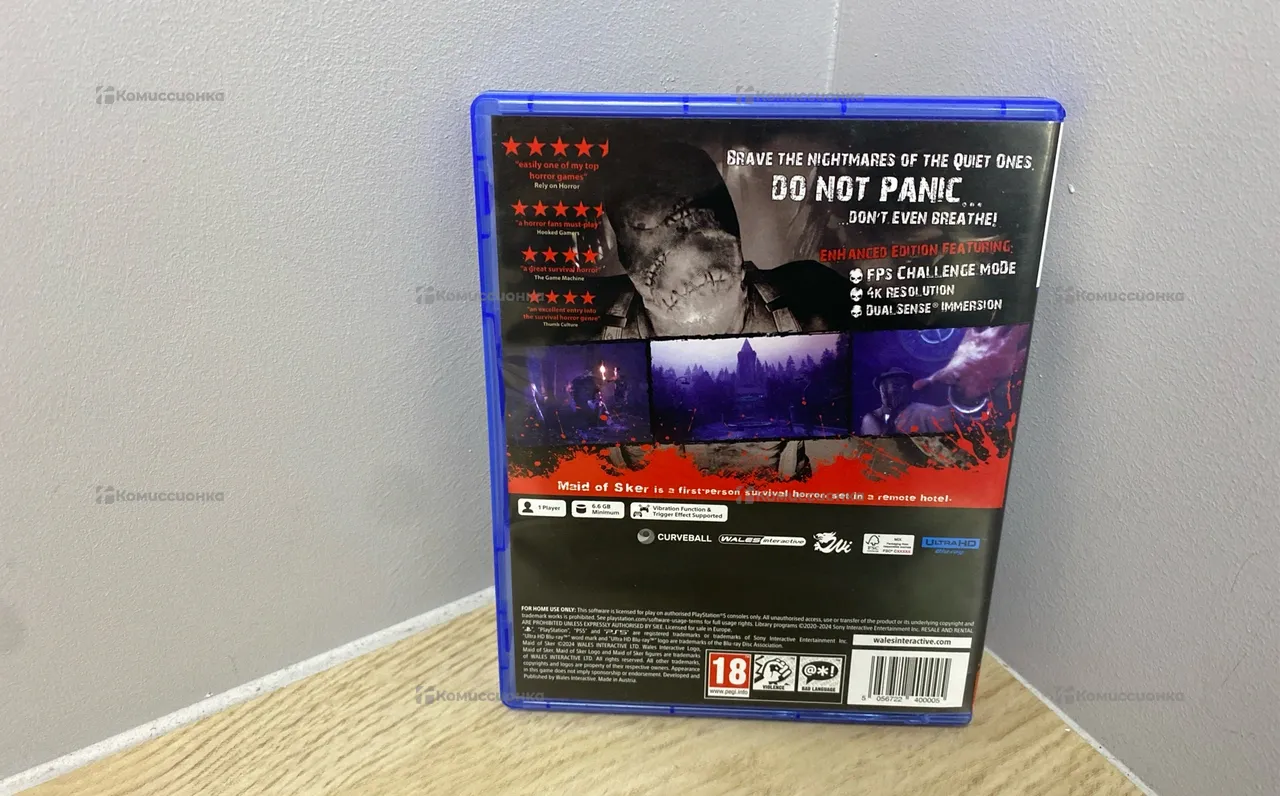 Комиссионка
Комиссионка
"easily one of my top
horror games"
Rely on Horror
"a horror fans must-play"
Hooked Gamers
"a great survival horror"
The Game Machine
"an excellent entry into
the survival horror genre"
Thumb Culture
BRAVE THE NIGHTMARES OF THE QUIET ONES.
DO NOT PANIC...
...DON'T EVEN BREATHE!
ENHANCED EDITION FEATURING:
FPS CHALLENGE MODE
4K RESOLUTION
DUALSENSE® IMMERSION
Комиссионка
Комиссионка
Maid of Sker is a first-person survival horror, set in a remote hotel.
Комиссионка
Комиссионка
1 Player
6.6 GB
Minimum
Vibration Function &
Trigger Effect Supported
CURVEBALL
WALES interactive
Wi
FSC
MIX
ULTRA HD
Blu-ray
FOR HOME USE ONLY: This software is licensed for play on authorised PlayStation®5 consoles only. All unauthorised access, use or transfer of the product or its underlying copyright and
trademark works is prohibited. See playstation.com/software-usage-terms for full usage rights. Library programs ©2020-2024 Sony Interactive Entertainment Inc. RESALE AND RENTAL
ARE PROHIBITED UNLESS EXPRESSLY AUTHORISED BY SIEE. Licensed for sale in Europe.
"PlayStation", "PS5" and "PS5" are registered trademarks or trademarks of Sony Interactive Entertainment Inc.
"Ultra HD Blu-ray™" word mark and "Ultra HD Blu-ray™" logo are trademarks of the Blu-ray Disc Association.
Maid of Sker ©2024 WALES INTERACTIVE LTD. Wales Interactive Logo,
Maid of Sker, Maid of Sker Logo and Maid of Sker figures are trademarks
of WALES INTERACTIVE LTD. All rights reserved. All other trademarks,
copyrights and logos are property of their respective owners. Appearance
in this game does not imply sponsorship or endorsement. Developed and
Published by Wales Interactive. Made in Austria.
walesinteractive.com
18
www.pegi.info
VIOLENCE
@*!
BAD LANGUAGE
5 056722 400005
Комиссионка
Комиссионка